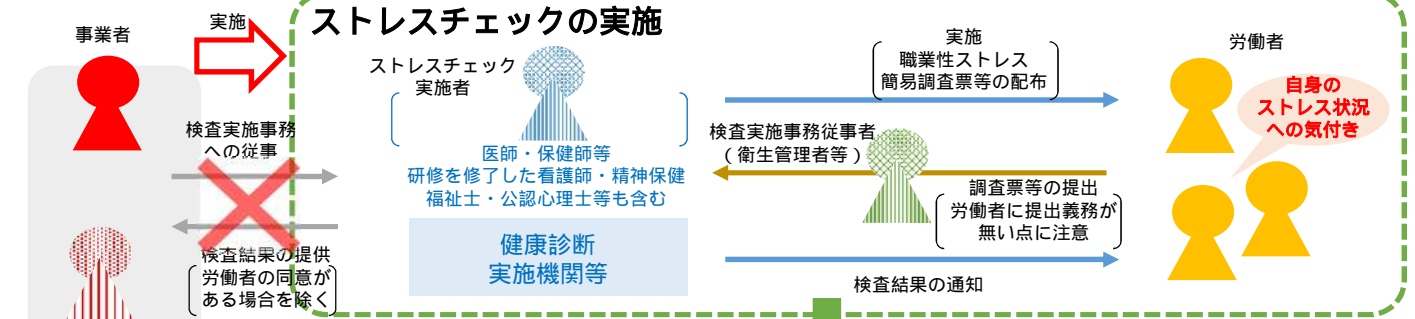 ストレスチェックの実施
事業者
実施
検査実施事務
への従事
検査結果の提供
労働者の同意が
ある場合を除く
ストレスチェック
実施者
医師・保健師等
研修を修了した看護師・精神保健
福祉士・公認心理士等も含む
健康診断
実施機関等
実施
職業性ストレス
簡易調査票等の配布
検査実施事務従事者
(衛生管理者等)
調査票等の提出
労働者に提出義務が
無い点に注意
検査結果の通知
労働者
自身の
ストレス状況
への気付き